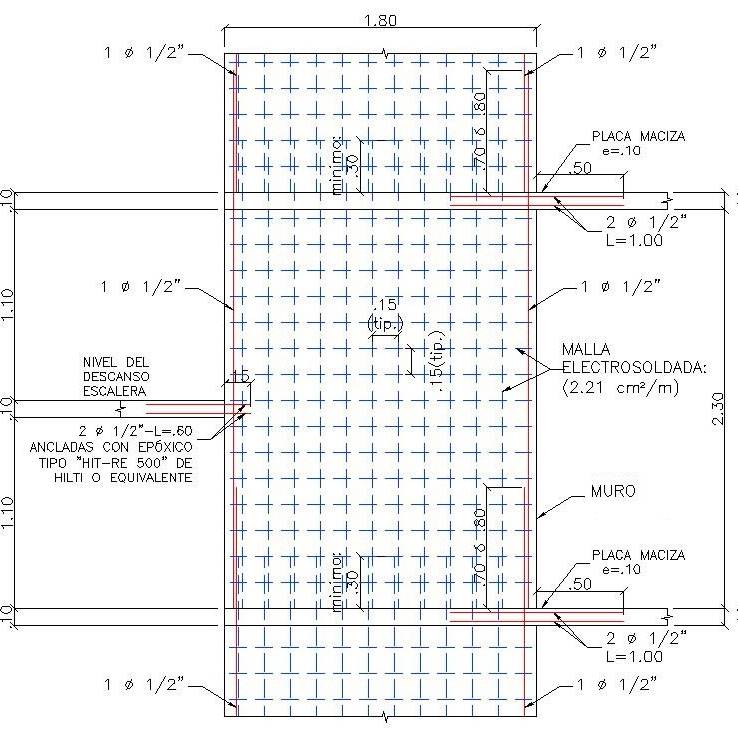 1.80
1 ø 1/2"
1 ø 1/2"
.70 ó .80
mínimo:
.30
PLACA MACIZA
e=.10
.50
.10
2 ø 1/2"
L=1.00
1 ø 1/2"
1 ø 1/2"
1.10
.15
(tip.)
.15(tip.)
MALLA
ELECTROSOLDADA:
(2.21 cm²/m)
NIVEL DEL
DESCANSO
ESCALERA
.15
.10
2.30
2 ø 1/2"-L=.60
ANCLADAS CON EPÓXICO
TIPO "HIT-RE 500" DE
HILTI O EQUIVALENTE
MURO
1.10
.70 ó .80
mínimo:
.30
PLACA MACIZA
e=.10
.50
.10
2 ø 1/2"
L=1.00
1 ø 1/2"
1 ø 1/2"